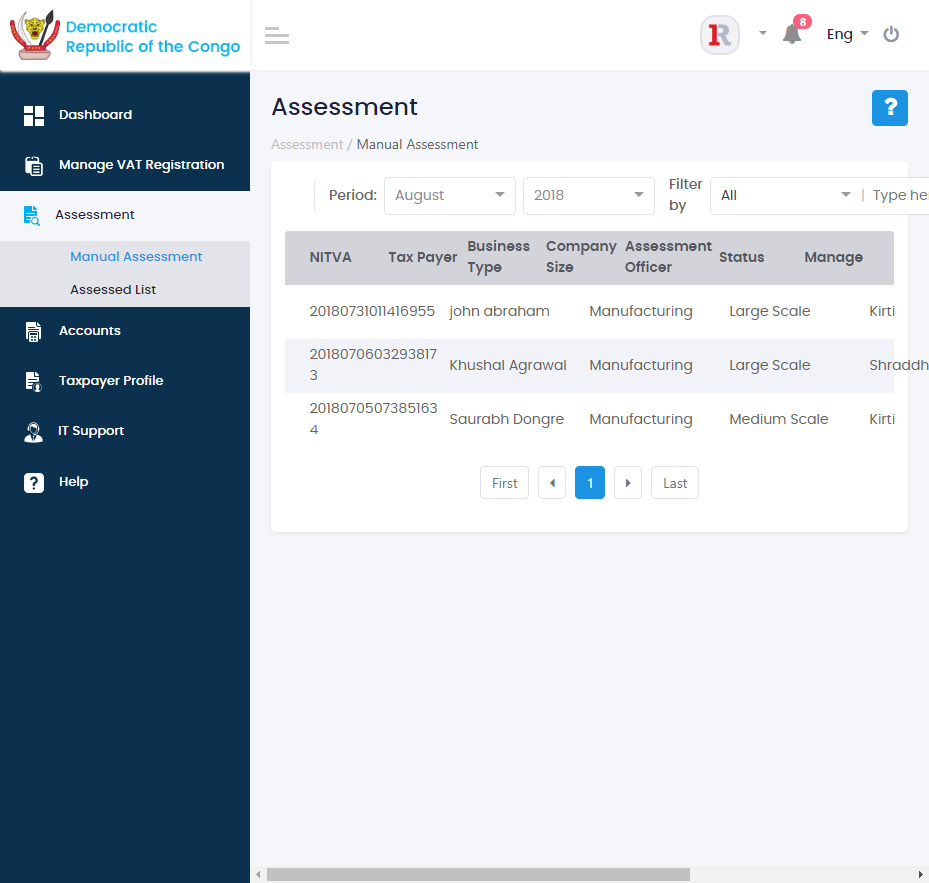 Democratic
Republic of the Congo
8
Eng
Dashboard
Manage VAT Registration
Assessment
Manual Assessment
Assessed List
Accounts
Taxpayer Profile
IT Support
Help
Assessment
?
Assessment / Manual Assessment
Period: August 2018 Filter by All | Type her
NITVA Tax Payer Business Type Company Size Assessment Officer Status Manage
20180731011416955 john abraham Manufacturing Large Scale Kirti
20180706032938173 Khushal Agrawal Manufacturing Large Scale Shraddh
20180705073851634 Saurabh Dongre Manufacturing Medium Scale Kirti
First 1 Last